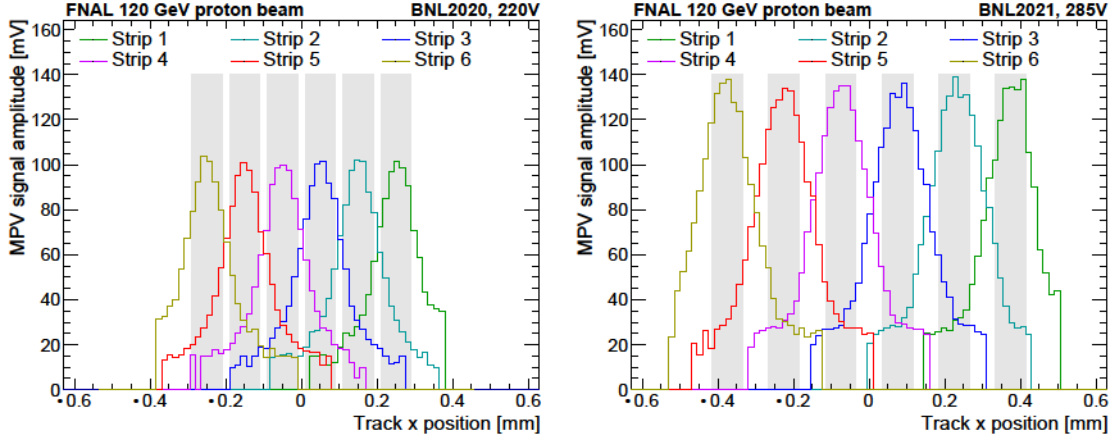 FNAL 120 GeV proton beam BNL2020, 220V
MPV signal amplitude [mV]
160
140
120
100
80
60
40
20
0
Strip 1 Strip 2 Strip 3
Strip 4 Strip 5 Strip 6
-0.6 -0.4 -0.2 0 0.2 0.4 0.6
Track x position [mm]
FNAL 120 GeV proton beam BNL2021, 285V
MPV signal amplitude [mV]
160
140
120
100
80
60
40
20
0
Strip 1 Strip 2 Strip 3
Strip 4 Strip 5 Strip 6
-0.6 -0.4 -0.2 0 0.2 0.4 0.6
Track x position [mm]